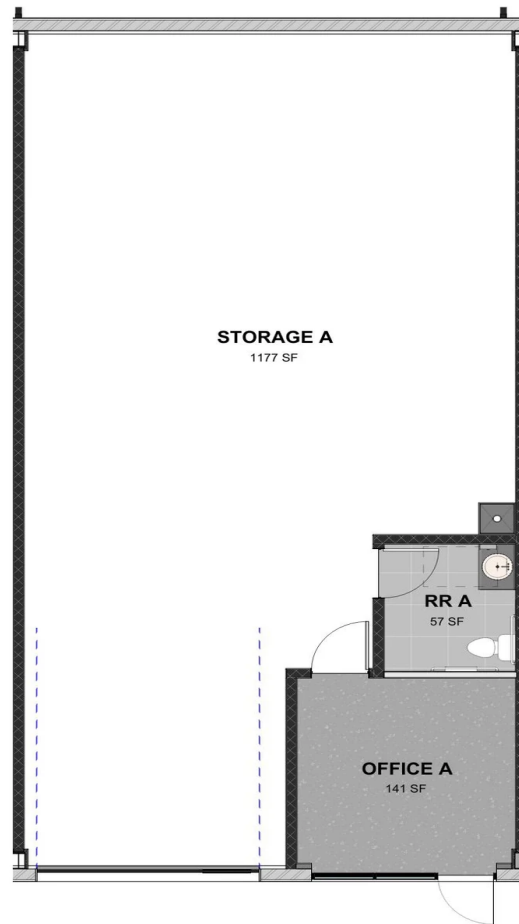 STORAGE A
1177 SF
RR A
57 SF
OFFICE A
141 SF